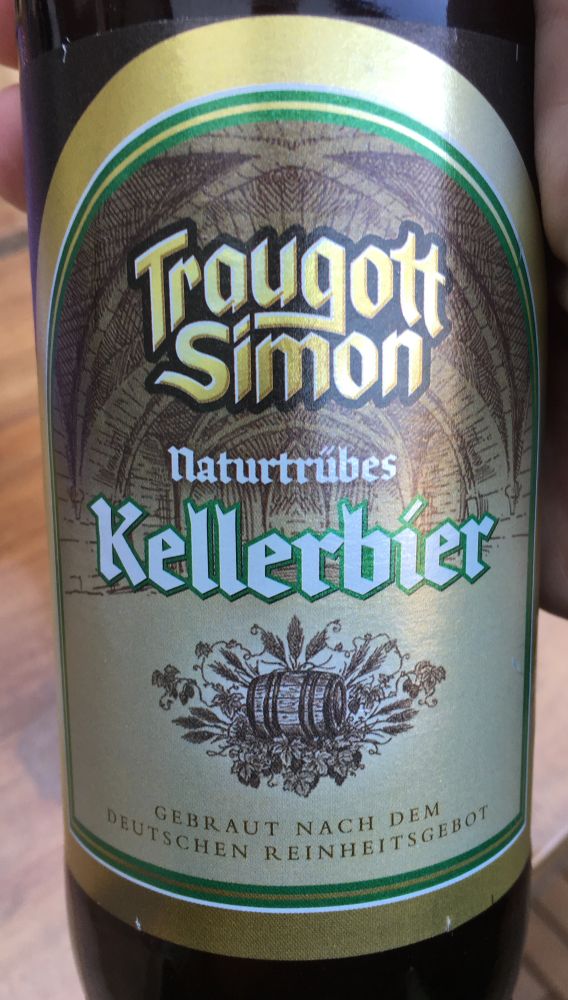 Traugott
Simon
Naturtrübes
Kellerbier
GEBRAUT NACH DEM
DEUTSCHEN REINHEITSGEBOT